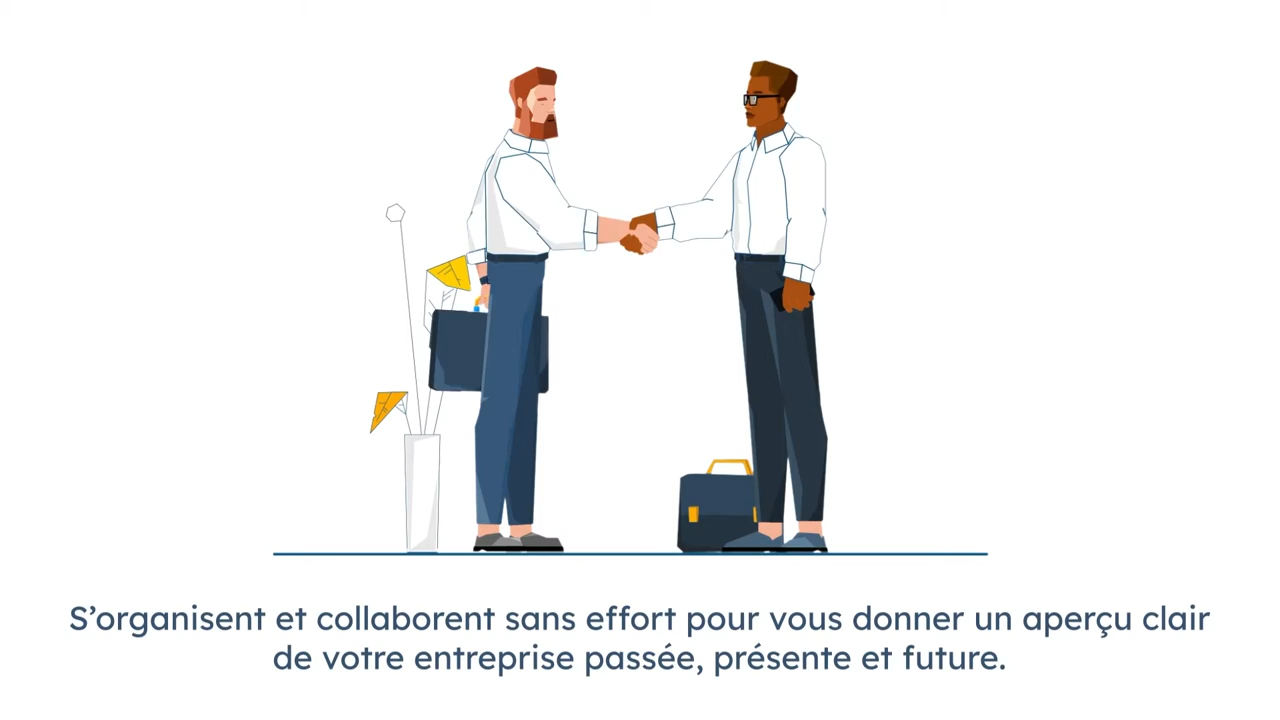 S’organisent et collaborent sans effort pour vous donner un aperçu clair
de votre entreprise passée, présente et future.